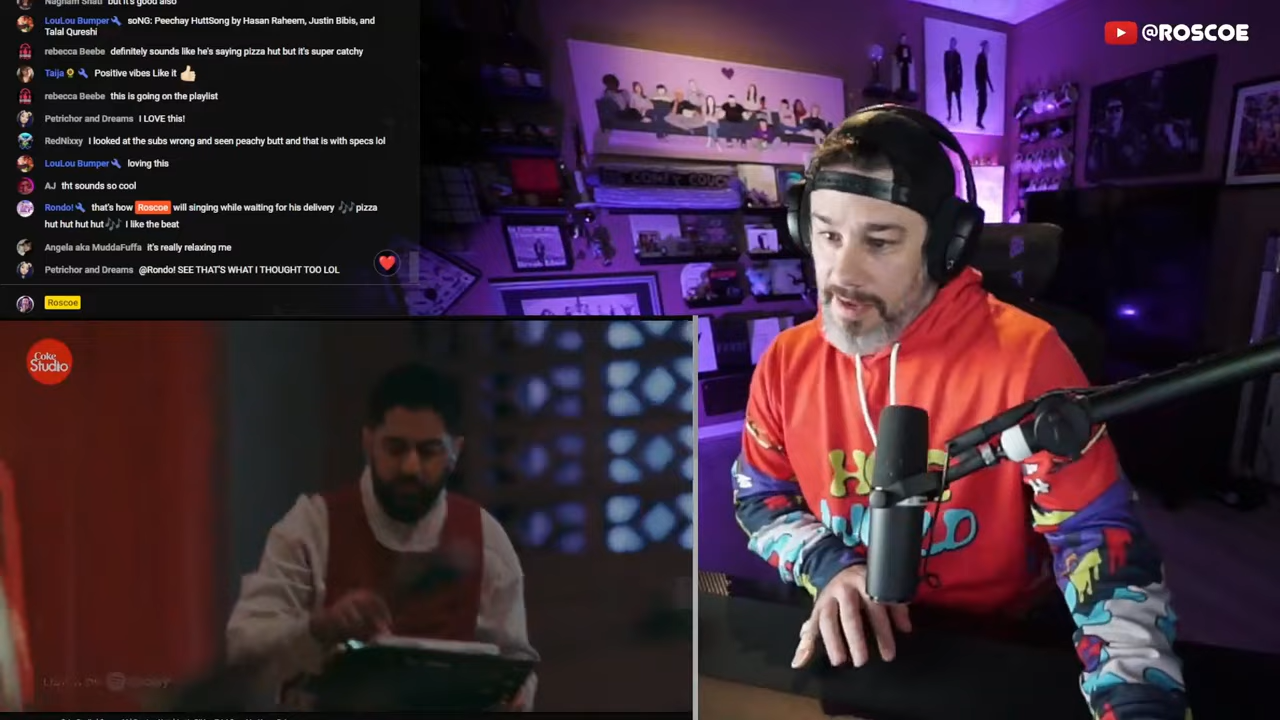 but it's good also
LouLou Bumper soNG: Peechay HuttSong by Hasan Raheem, Justin Bibis, and
Talal Qureshi
rebecca Beebe definitely sounds like he's saying pizza hut but it's super catchy
Taija Positive vibes Like it
rebecca Beebe this is going on the playlist
Petrichor and Dreams I LOVE this!
RedNixxy I looked at the subs wrong and seen peachy butt and that is with specs lol
LouLou Bumper loving this
AJ tht sounds so cool
Rondo! that's how Roscoe will singing while waiting for his delivery pizza
hut hut hut hut I like the beat
Angela aka MuddaFuffa it's really relaxing me
Petrichor and Dreams @Rondo! SEE THAT'S WHAT I THOUGHT TOO LOL
Roscoe
@ROSCOE
COMFY COUCH
Coke
Studio